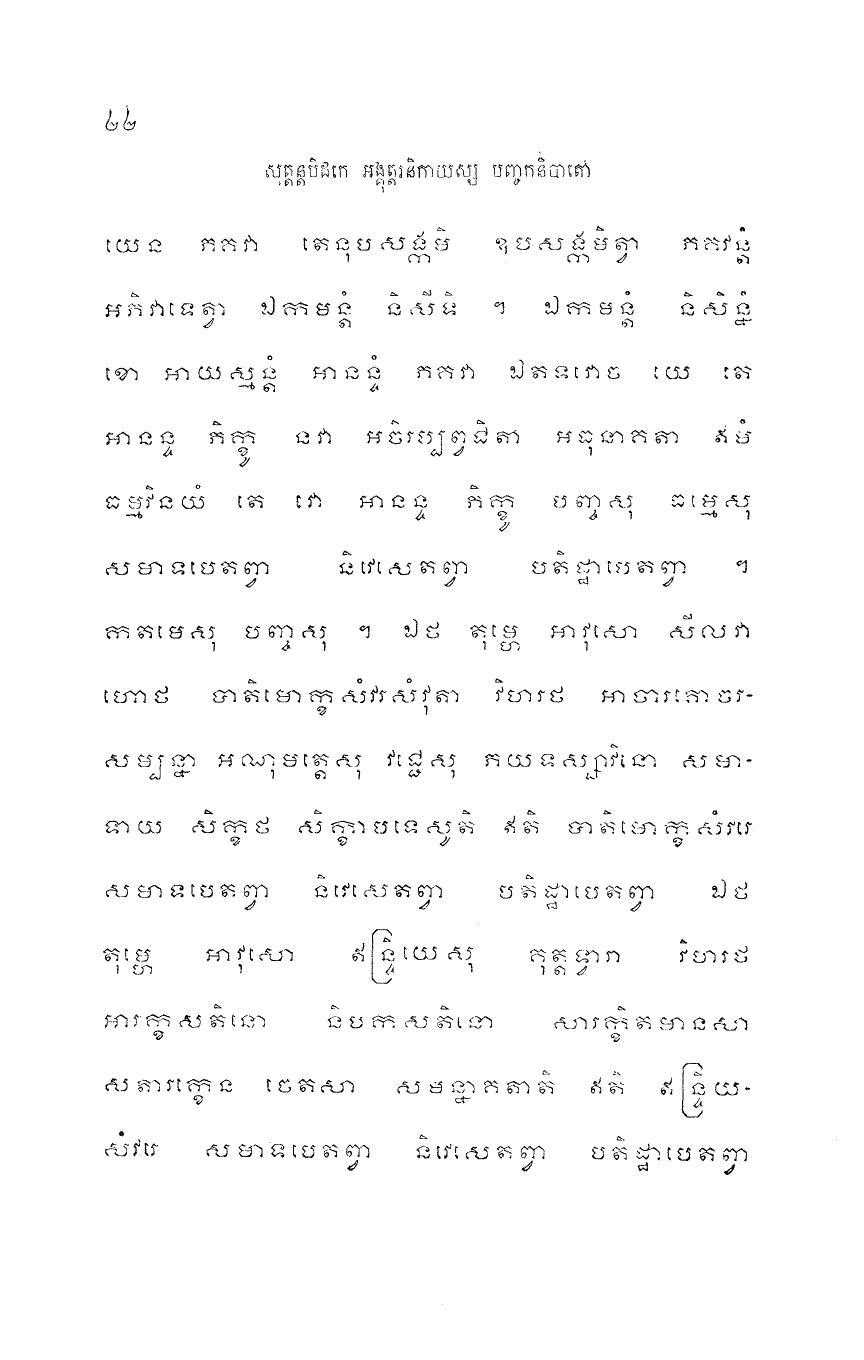 ២២
សុត្តន្តបិដកេ អង្គុត្តរនិកាយស្ស បញ្ចកនិបាតោ
យេន ភគវា តេនុបសង្កមិ ឧបសង្កមិត្វា ភគវន្តំ
អភិវាទេត្វា ឯកមន្តំ និសីទិ ។ ឯកមន្តំ និសិន្នំ
ខោ អាយស្មន្តំ អានន្ទំ ភគវា ឯតទវោច យេ តេ
អានន្ទ ភិក្ខូ នវា អចិរប្បព្វជិតា អធុនាគតា ឥមំ
ធម្មវិនយំ តេ វោ អានន្ទ ភិក្ខូ បញ្ចសុ ធម្មេសុ
សមាទបេតព្វា និវេសេតព្វា បតិដ្ឋាបេតព្វា ។
កតមេសុ បញ្ចសុ ។ ឯថ តុម្ហេ អាវុសោ សីលវា
ហោថ បាតិមោក្ខសំវរសំវុតា វិហរថ អាចារគោចរ-
សម្បន្នា អណុមត្តេសុ វជ្ជេសុ ភយទស្សាវិនោ សមា-
ទាយ សិក្ខថ សិក្ខាបទេសូតិ ឥតិ បាតិមោក្ខសំវរេ
សមាទបេតព្វា និវេសេតព្វា បតិដ្ឋាបេតព្វា ឯថ
តុម្ហេ អាវុសោ ឥន្ទ្រិយេសុ គុត្តទ្វារា វិហរថ
អារក្ខសតិនោ និបកសតិនោ សារក្ខិតមានសា
សតារក្ខេន ចេតសា សមន្នាគតាតិ ឥតិ ឥន្ទ្រិយ-
សំវរេ សមាទបេតព្វា និវេសេតព្វា បតិដ្ឋាបេតព្វា